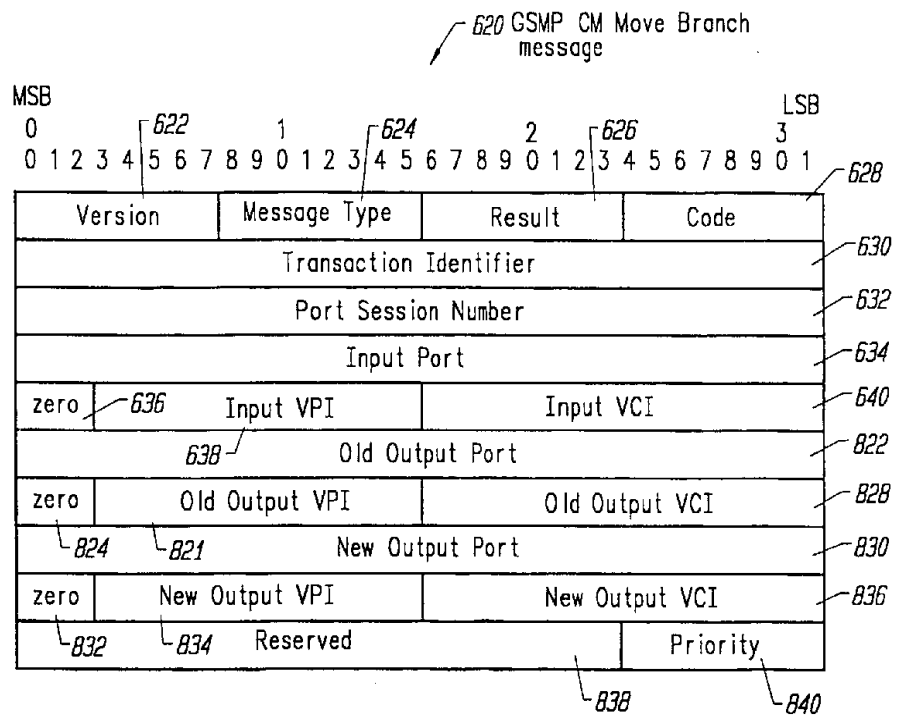 620 GSMP CM Move Branch
message
MSB LSB
0 622 1 624 2 626 3
0 1 2 3 4 5 6 7 8 9 0 1 2 3 4 5 6 7 8 9 0 1 2 3 4 5 6 7 8 9 0 1
628
Version Message Type Result Code
Transaction Identifier 630
Port Session Number 632
Input Port 634
zero 636 Input VPI Input VCI 640
638 Old Output Port 822
zero Old Output VPI Old Output VCI 828
824 821 New Output Port 830
zero New Output VPI New Output VCI 836
832 834 Reserved Priority
838 840